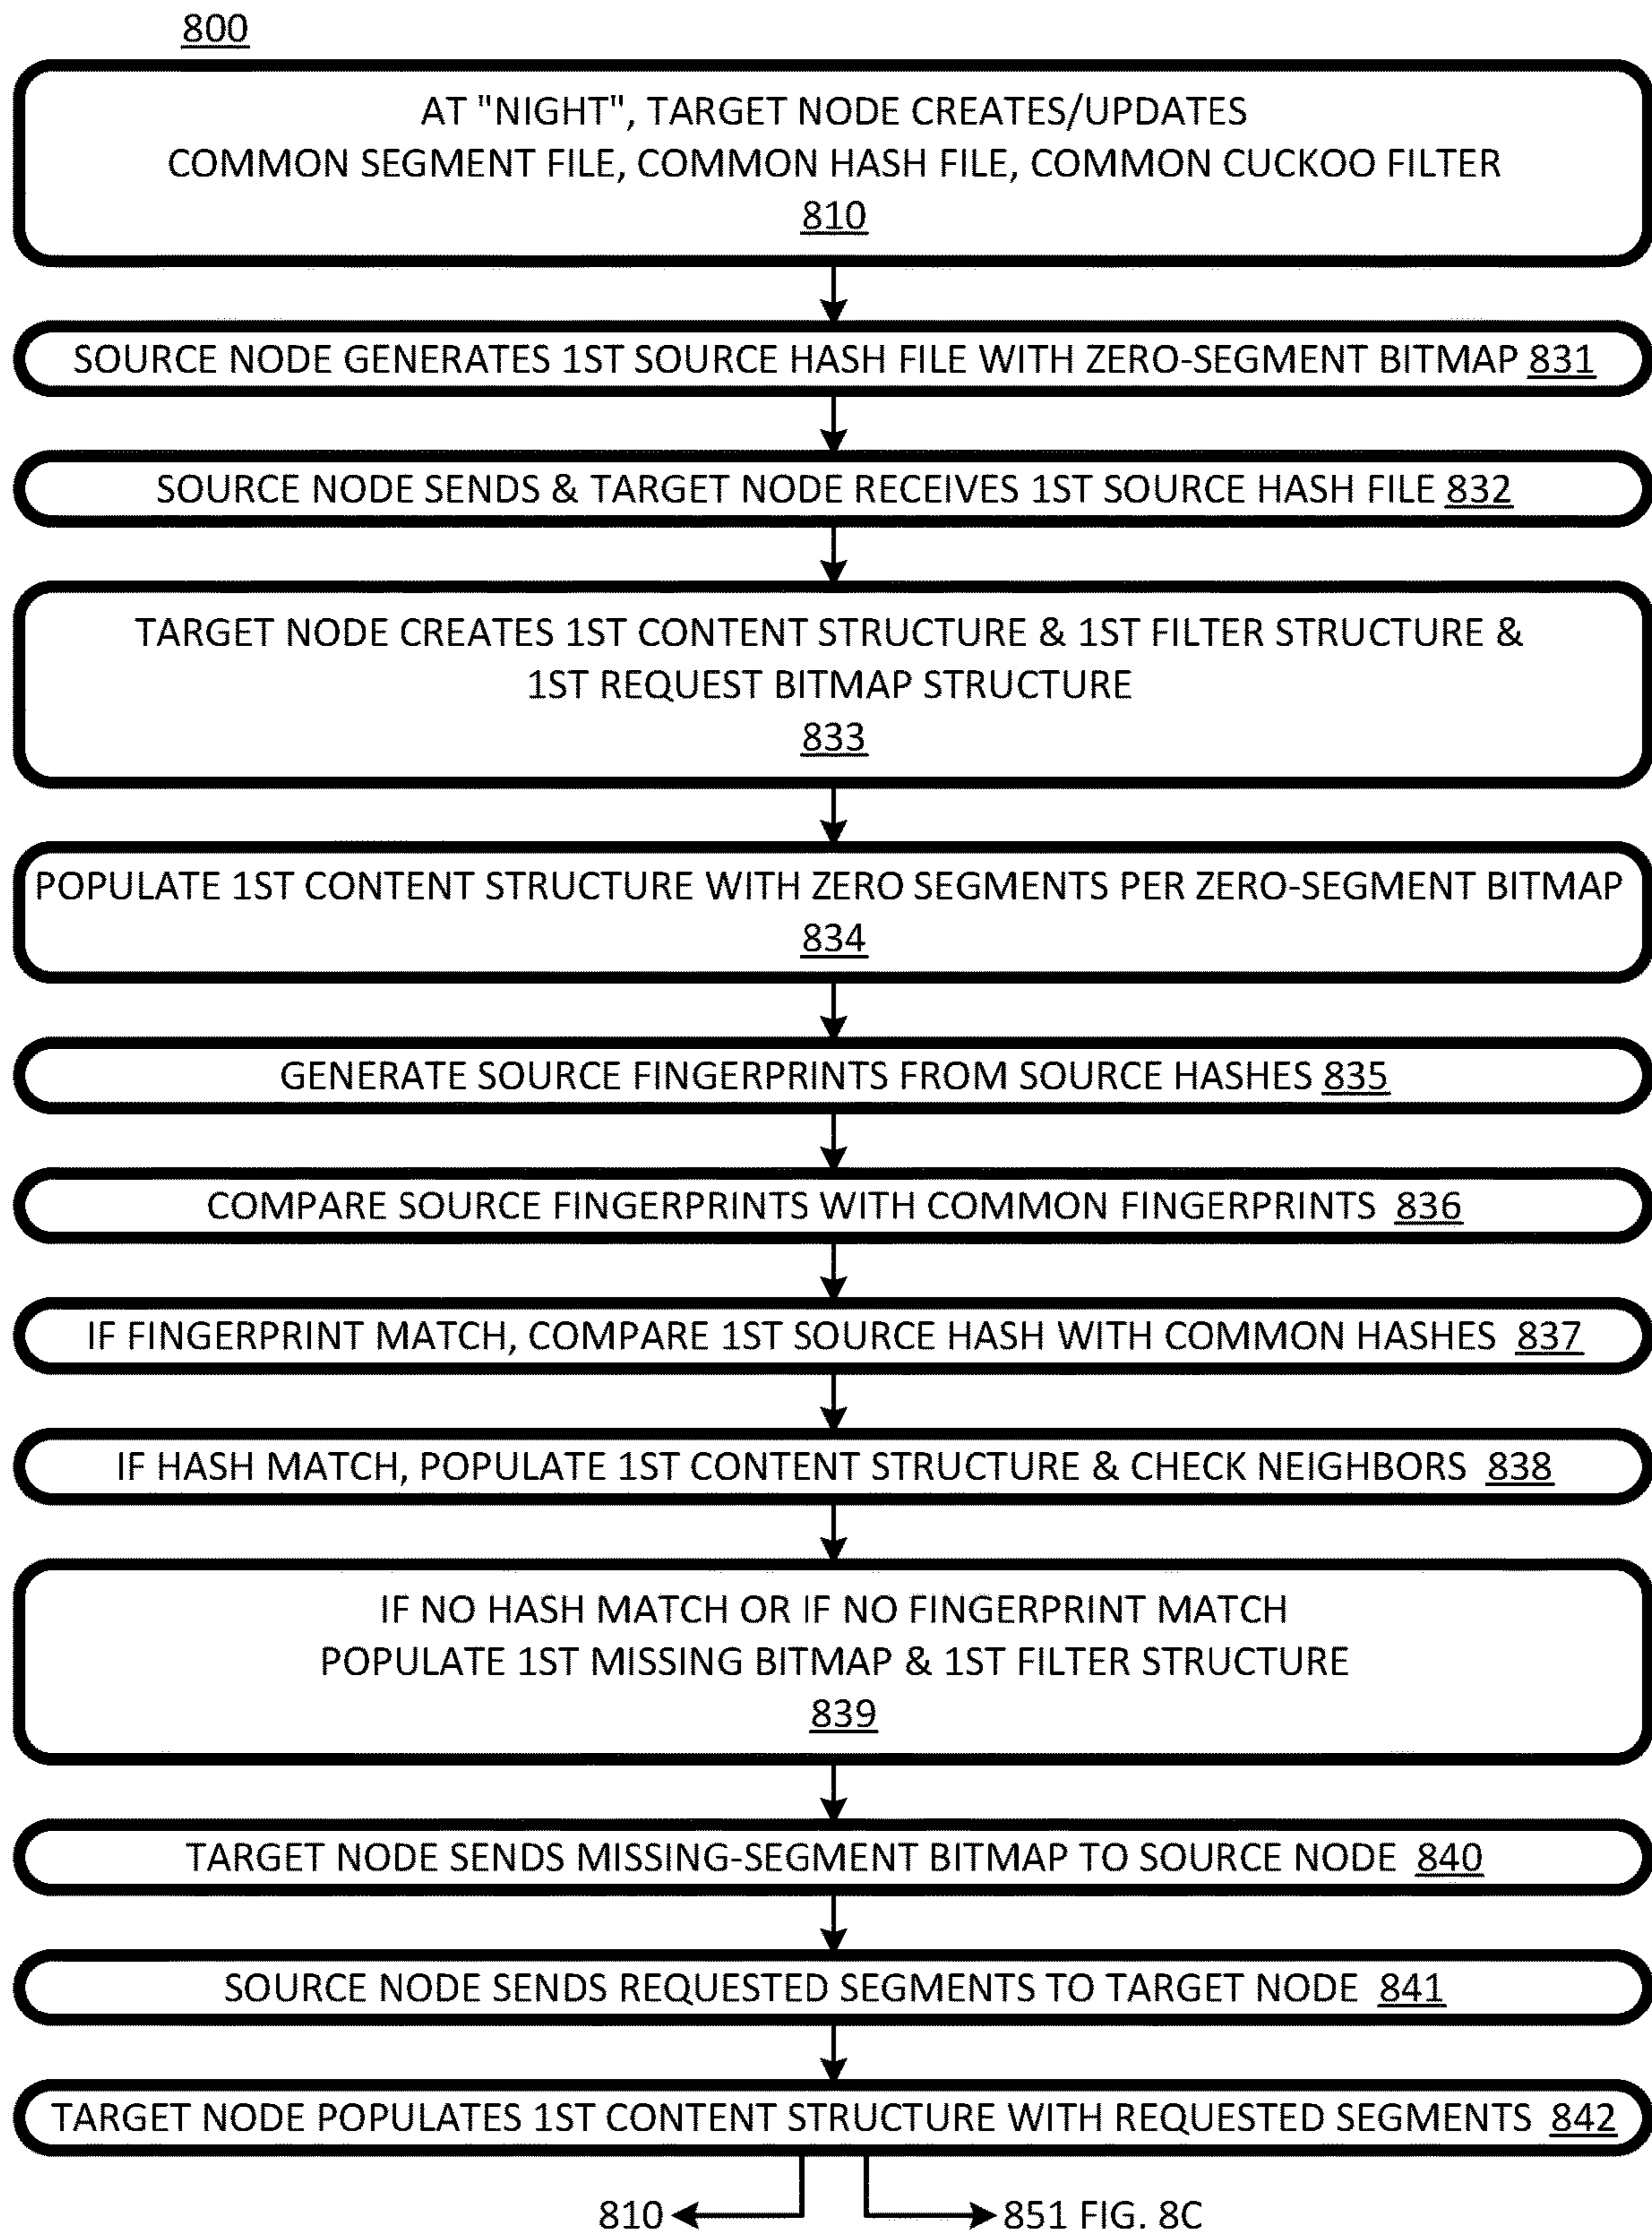 800
AT "NIGHT", TARGET NODE CREATES/UPDATES
COMMON SEGMENT FILE, COMMON HASH FILE, COMMON CUCKOO FILTER
810
SOURCE NODE GENERATES 1ST SOURCE HASH FILE WITH ZERO-SEGMENT BITMAP 831
SOURCE NODE SENDS & TARGET NODE RECEIVES 1ST SOURCE HASH FILE 832
TARGET NODE CREATES 1ST CONTENT STRUCTURE & 1ST FILTER STRUCTURE &
1ST REQUEST BITMAP STRUCTURE
833
POPULATE 1ST CONTENT STRUCTURE WITH ZERO SEGMENTS PER ZERO-SEGMENT BITMAP
834
GENERATE SOURCE FINGERPRINTS FROM SOURCE HASHES 835
COMPARE SOURCE FINGERPRINTS WITH COMMON FINGERPRINTS 836
IF FINGERPRINT MATCH, COMPARE 1ST SOURCE HASH WITH COMMON HASHES 837
IF HASH MATCH, POPULATE 1ST CONTENT STRUCTURE & CHECK NEIGHBORS 838
IF NO HASH MATCH OR IF NO FINGERPRINT MATCH
POPULATE 1ST MISSING BITMAP & 1ST FILTER STRUCTURE
839
TARGET NODE SENDS MISSING-SEGMENT BITMAP TO SOURCE NODE 840
SOURCE NODE SENDS REQUESTED SEGMENTS TO TARGET NODE 841
TARGET NODE POPULATES 1ST CONTENT STRUCTURE WITH REQUESTED SEGMENTS 842
810 851 FIG. 8C